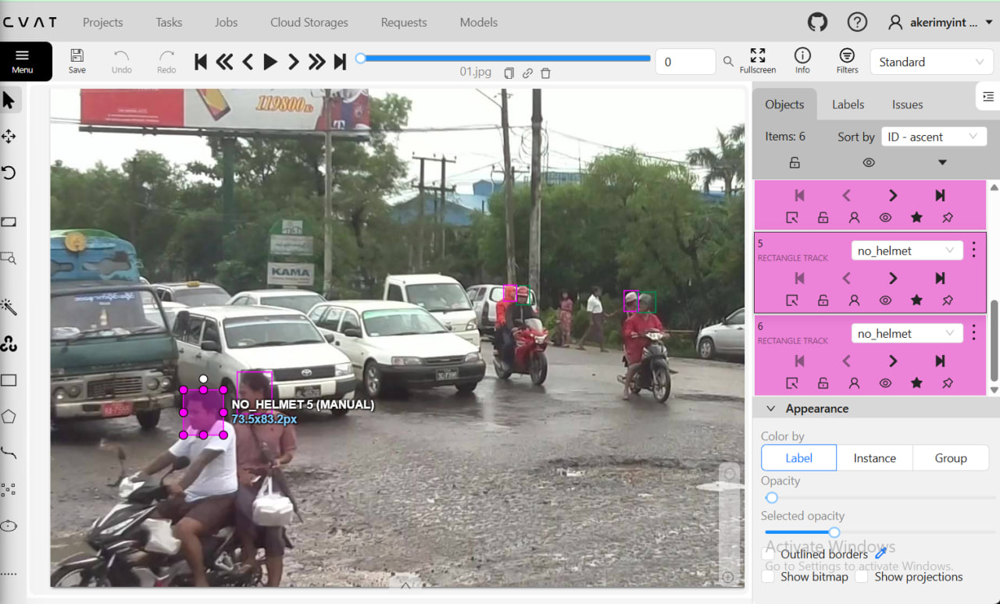 CVAT
Projects
Tasks
Jobs
Cloud Storages
Requests
Models
akerimyint ...
Menu
Save
Undo
Redo
01.jpg
0
Fullscreen
Info
Filters
Standard
Objects
Labels
Issues
Items: 6
Sort by
ID - ascent
5
RECTANGLE TRACK
no_helmet
6
RECTANGLE TRACK
no_helmet
Appearance
Color by
Label
Instance
Group
Opacity
Selected opacity
Outlined borders
Show bitmap
Show projections
Activate Windows
Go to Settings to activate Windows.
119800
KAMA
NO_HELMET 5 (MANUAL)
73.5x83.2px